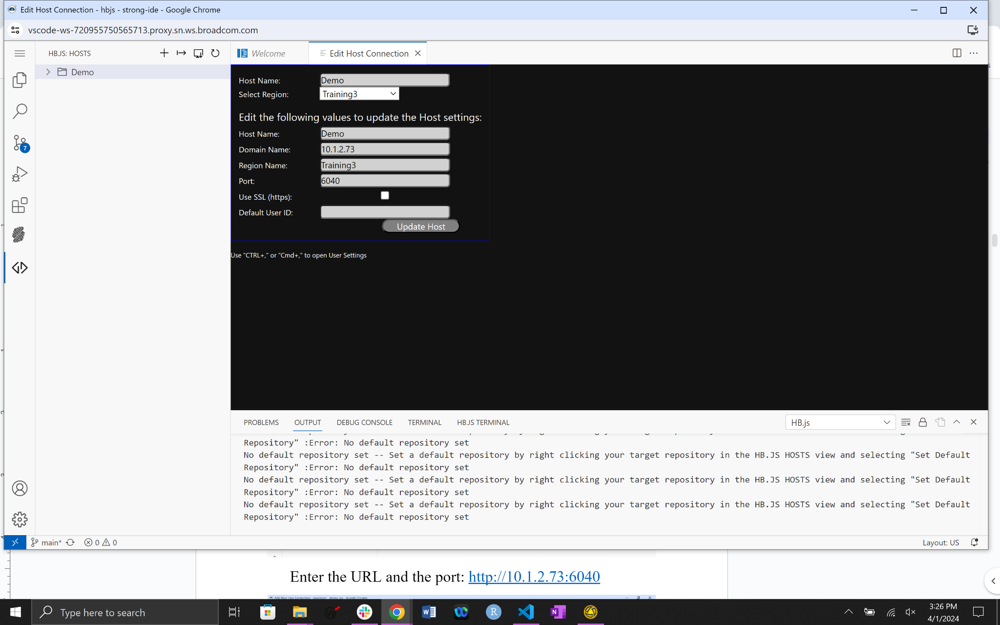 Edit Host Connection - hbjs - strong-ide - Google Chrome
vscode-ws-720955750565713.proxy.sn.ws.broadcom.com
HB.JS: HOSTS
Welcome
Edit Host Connection
Demo
Host Name: Demo
Select Region: Training3
Edit the following values to update the Host settings:
Host Name: Demo
Domain Name: 10.1.2.73
Region Name: Training3
Port: 6040
Use SSL (https):
Default User ID:
Update Host
Use "CTRL+," or "Cmd+," to open User Settings
7
PROBLEMS OUTPUT DEBUG CONSOLE TERMINAL HB.JS TERMINAL
HB.js
Repository" :Error: No default repository set
No default repository set -- Set a default repository by right clicking your target repository in the HB.JS HOSTS view and selecting "Set Default
Repository" :Error: No default repository set
No default repository set -- Set a default repository by right clicking your target repository in the HB.JS HOSTS view and selecting "Set Default
Repository" :Error: No default repository set
No default repository set -- Set a default repository by right clicking your target repository in the HB.JS HOSTS view and selecting "Set Default
Repository" :Error: No default repository set
main* 0 0
Layout: US
Enter the URL and the port: http://10.1.2.73:6040
Add New Host Connection - developer - strong-ide - Google Chrome
Type here to search
3:26 PM
4/1/2024